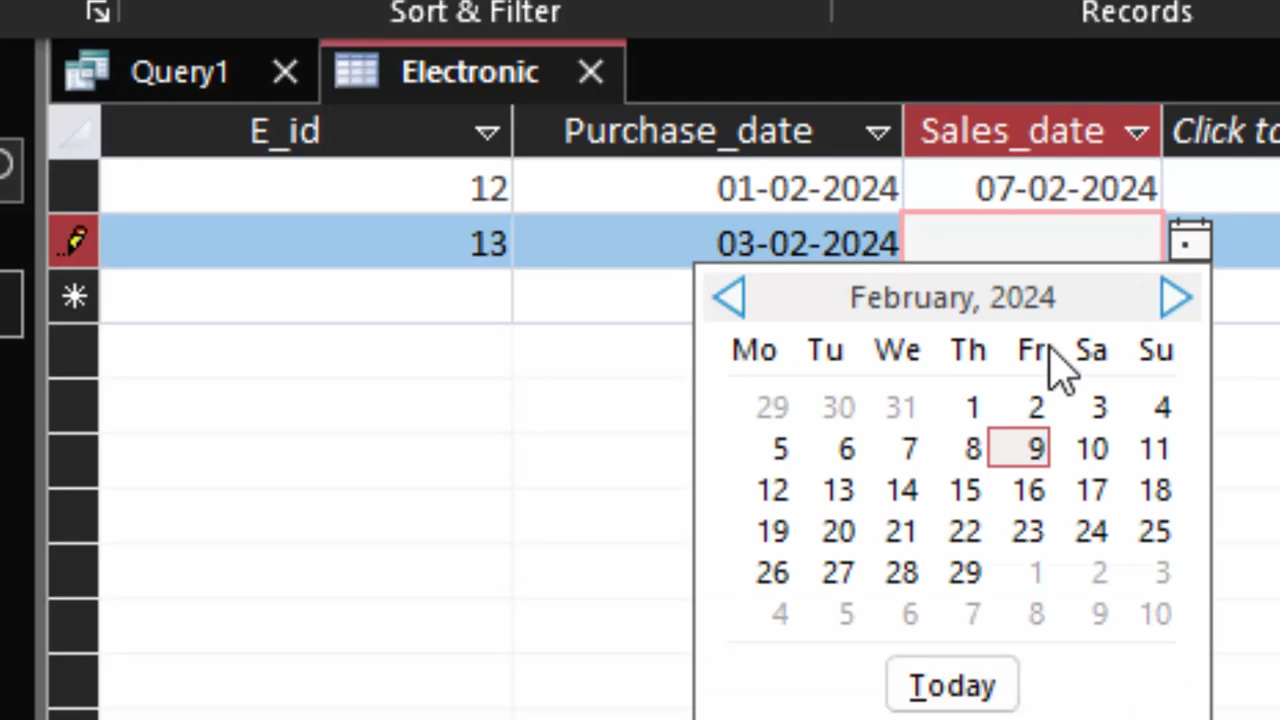 Sort & Filter Records
Query1 Electronic
E_id Purchase_date Sales_date Click to
12 01-02-2024 07-02-2024
13 03-02-2024
February, 2024
Mo Tu We Th Fr Sa Su
29 30 31 1 2 3 4
5 6 7 8 9 10 11
12 13 14 15 16 17 18
19 20 21 22 23 24 25
26 27 28 29 1 2 3
4 5 6 7 8 9 10
Today